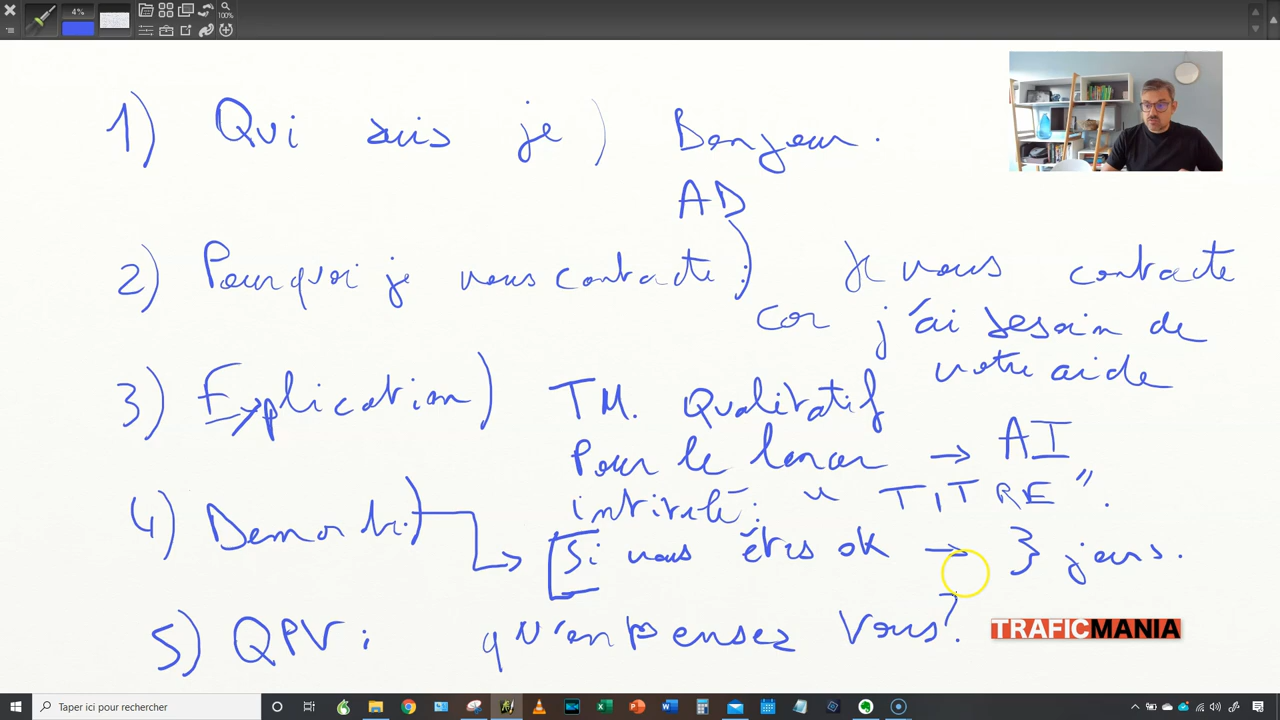 4%
100%
1) Qui suis je ) Bonjour.
AD
2) Pourquoi je vous contacte : ) Je vous contacte
car j'ai besoin de
votre aide
3) Explication ) TM. Qualitatif
Pour le lancer → AI
intitulé : " TITRE ".
4) Demande )
[ Si vous êtes ok → 3 jours.
5) QPV : qu'en pensez vous ?
TRAFICMANIA
Taper ici pour rechercher